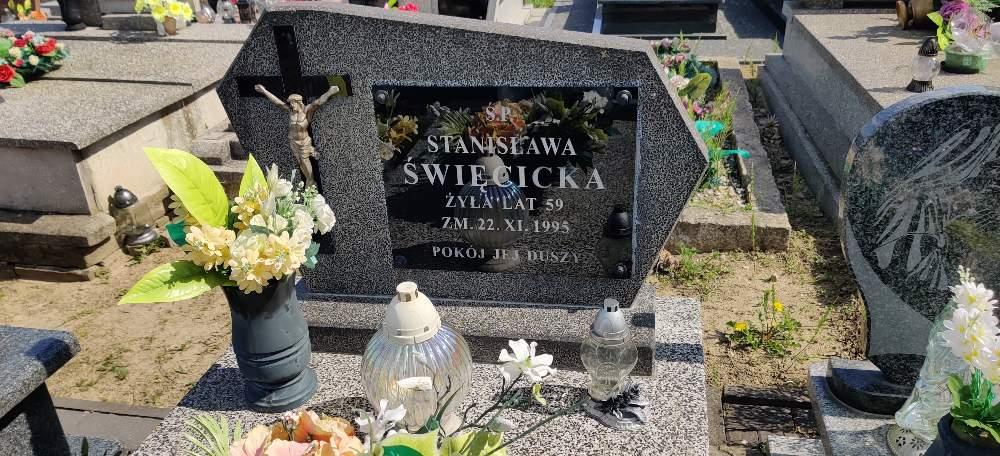 ŚP.
STANISŁAWA
ŚWIĘCICKA
ŻYŁA LAT 59
ZM. 22. XI. 1995
POKÓJ JEJ DUSZY